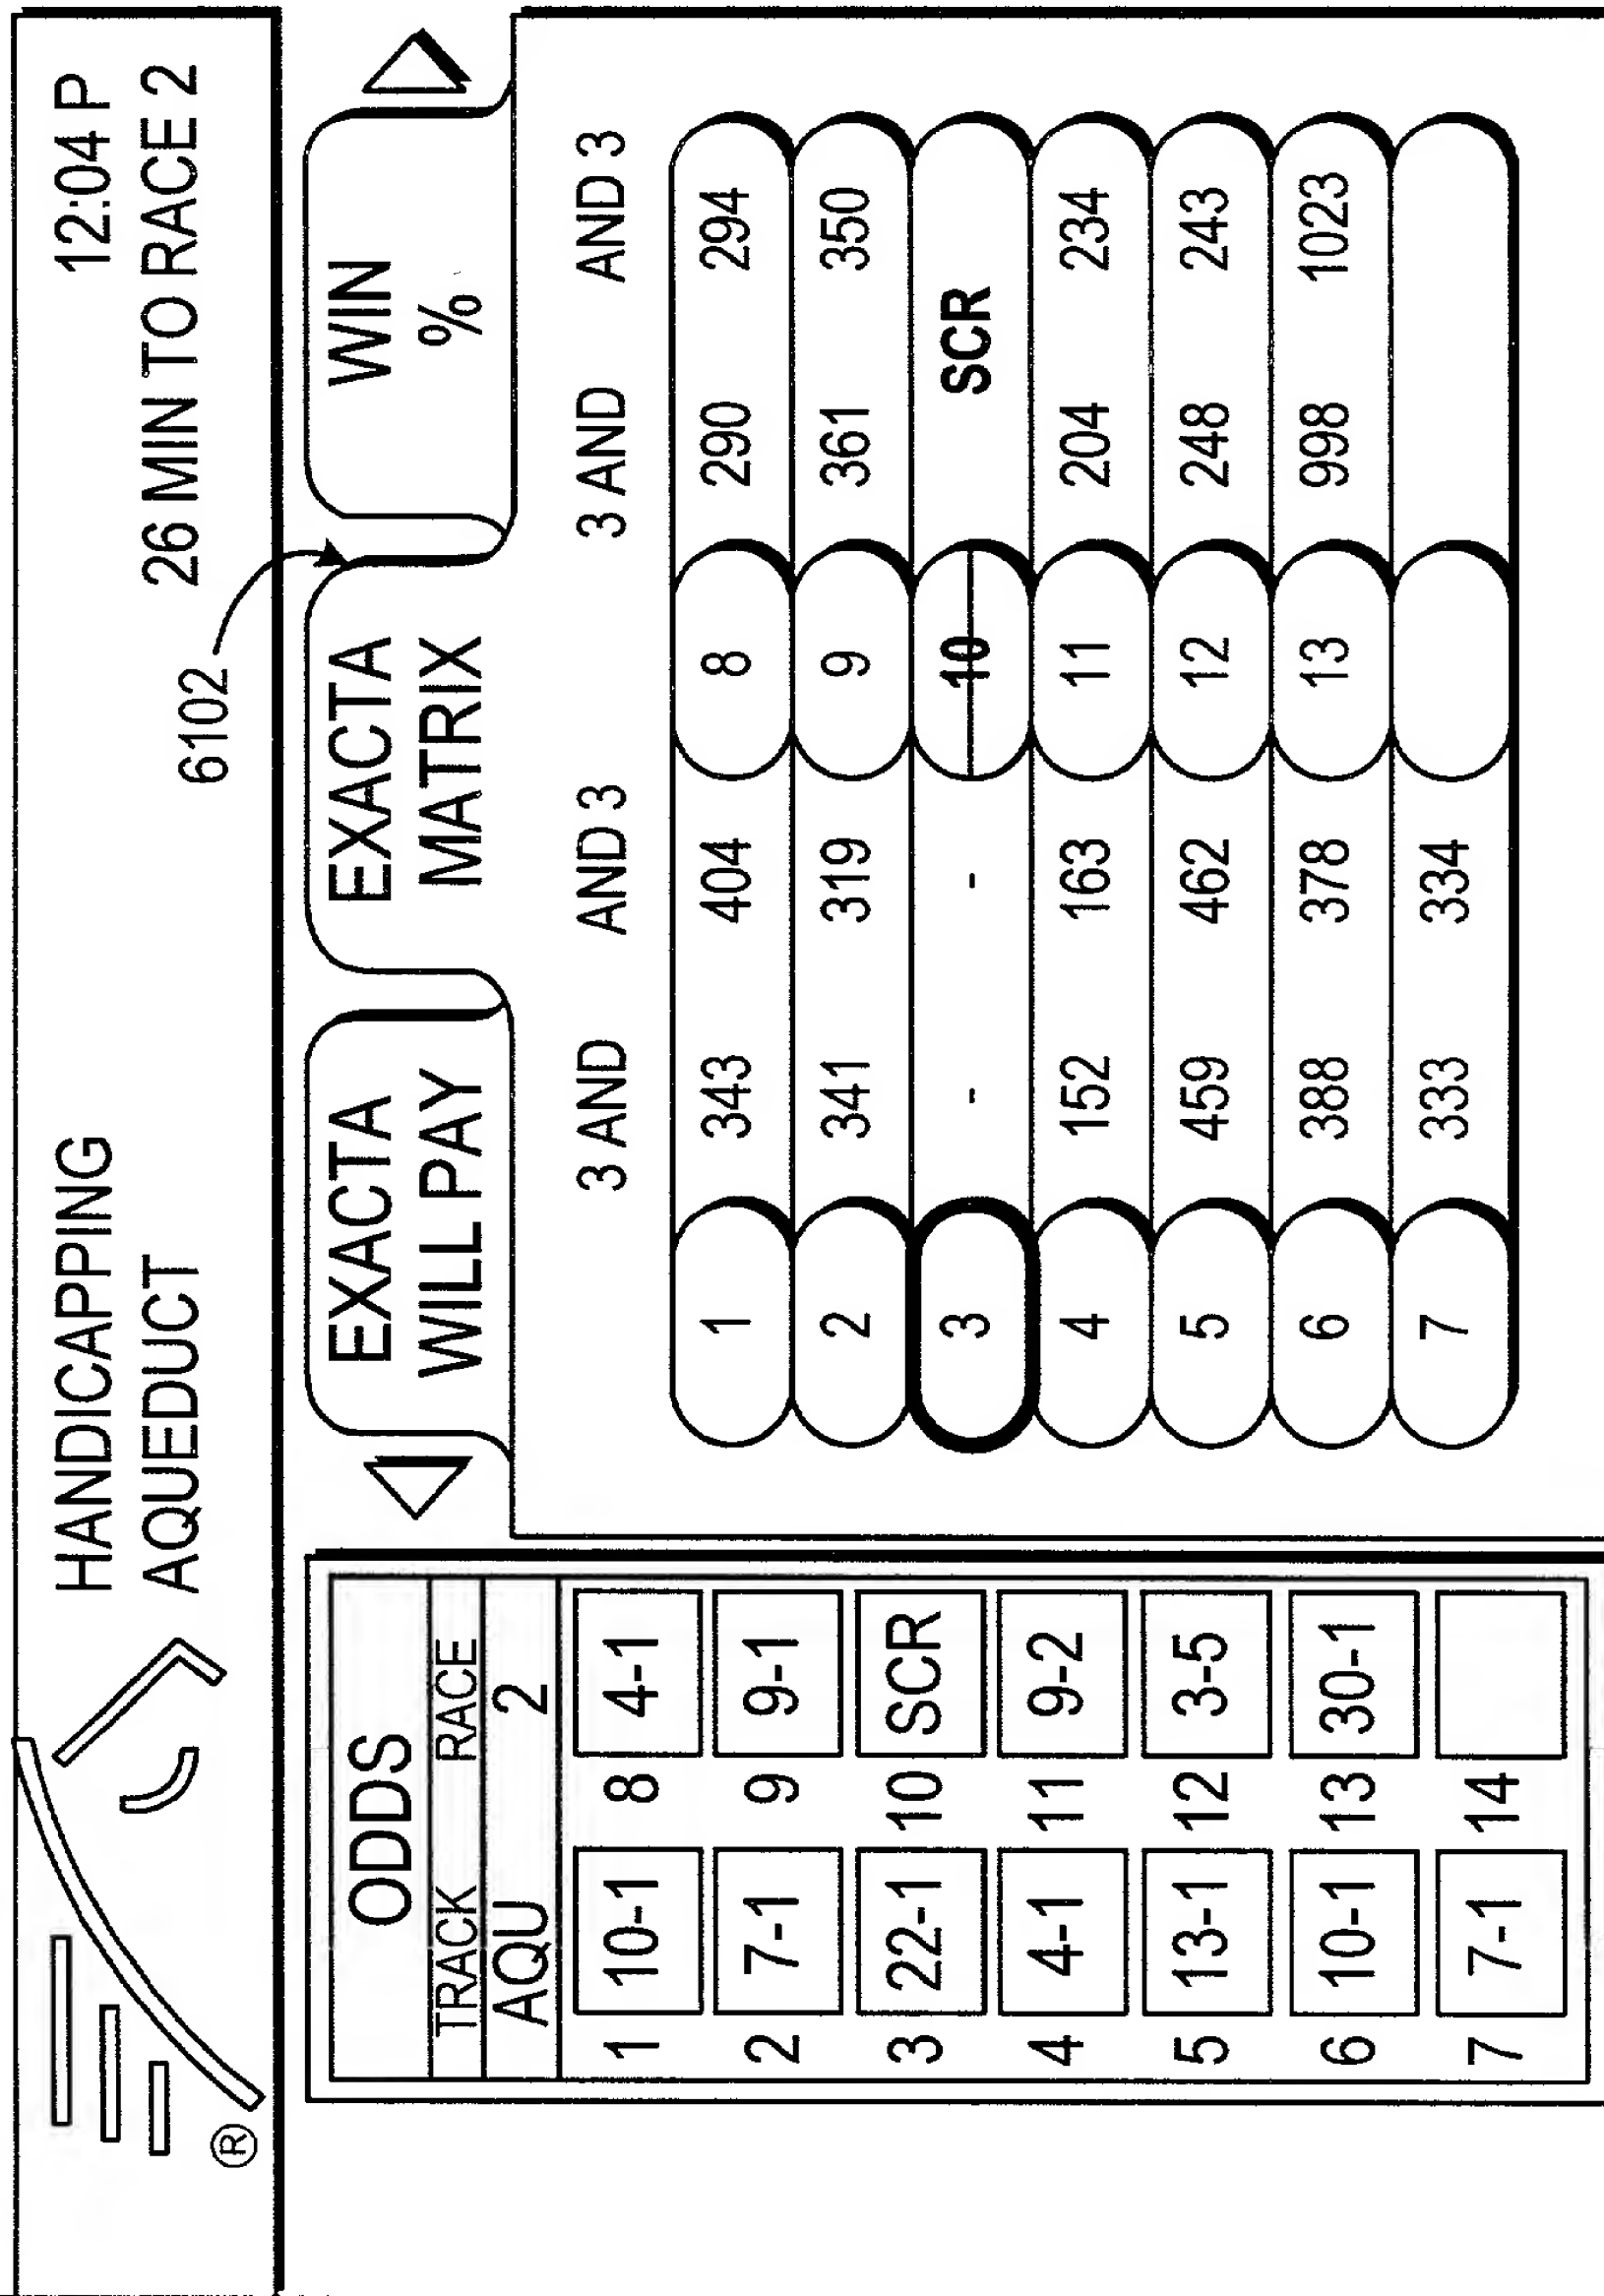 HANDICAPPING 12:04 P
AQUEDUCT 26 MIN TO RACE 2
®
6102
ODDS
TRACK RACE
AQU 2
1 10-1 8 4-1
2 7-1 9 9-1
3 22-1 10 SCR
4 4-1 11 9-2
5 13-1 12 3-5
6 10-1 13 30-1
7 7-1 14
EXACTA
WILL PAY
EXACTA
MATRIX
WIN
%
3 AND AND 3 3 AND AND 3
1 343 404 8 290 294
2 341 319 9 361 350
3 - - 10 SCR
4 152 163 11 204 234
5 459 462 12 248 243
6 388 378 13 998 1023
7 333 334